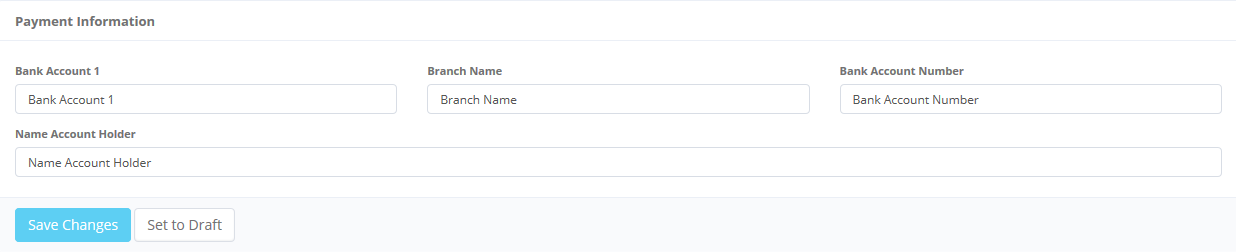 Payment Information
Bank Account 1 Branch Name Bank Account Number
Bank Account 1 Branch Name Bank Account Number
Name Account Holder
Name Account Holder
Save Changes Set to Draft